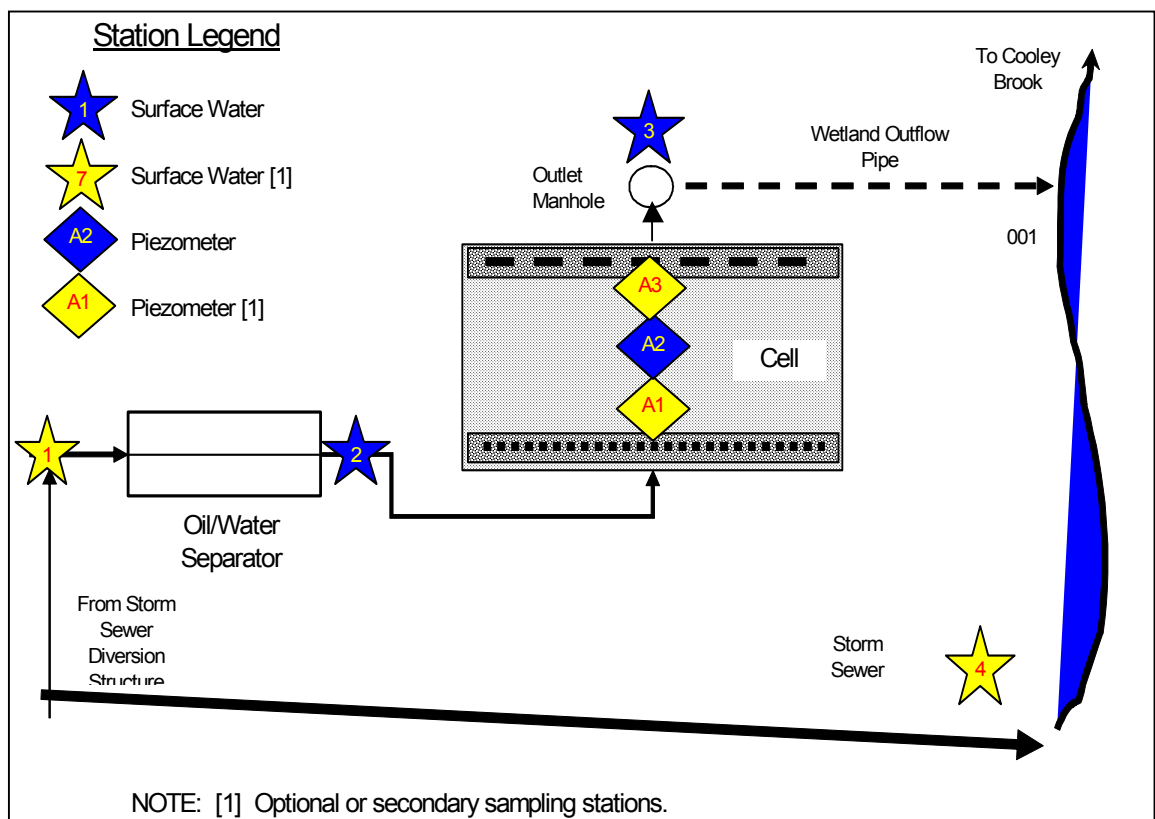 Station Legend
1 Surface Water
7 Surface Water [1]
A2 Piezometer
A1 Piezometer [1]
To Cooley
Brook
3
Wetland Outflow
Pipe
Outlet
Manhole
001
A3
A2
Cell
A1
1
2
Oil/Water
Separator
From Storm
Sewer
Diversion
Structure
Storm
Sewer
4
NOTE: [1] Optional or secondary sampling stations.